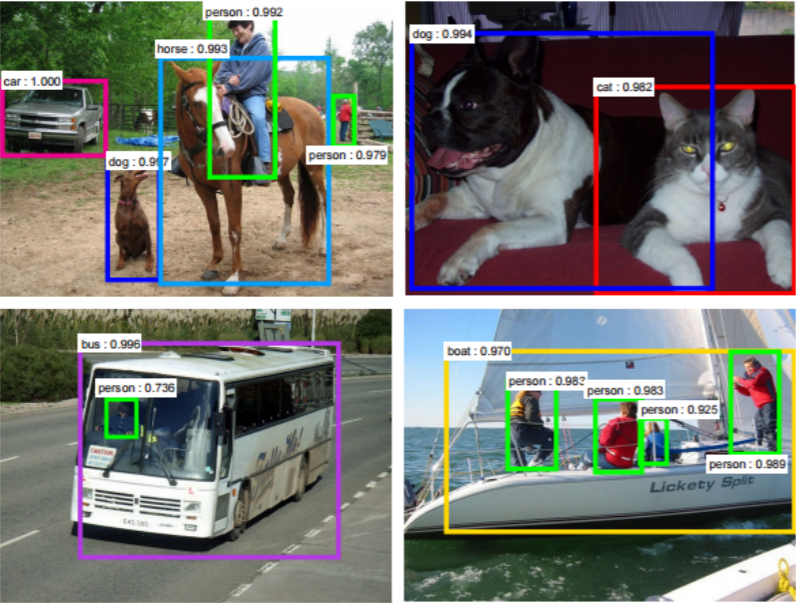 person : 0.992
horse : 0.993
car : 1.000
dog : 0.997
person : 0.979
dog : 0.994
cat : 0.982
bus : 0.996
person : 0.736
CAUTION
boat : 0.970
person : 0.983
person : 0.983
person : 0.925
person : 0.989
Lickety Split